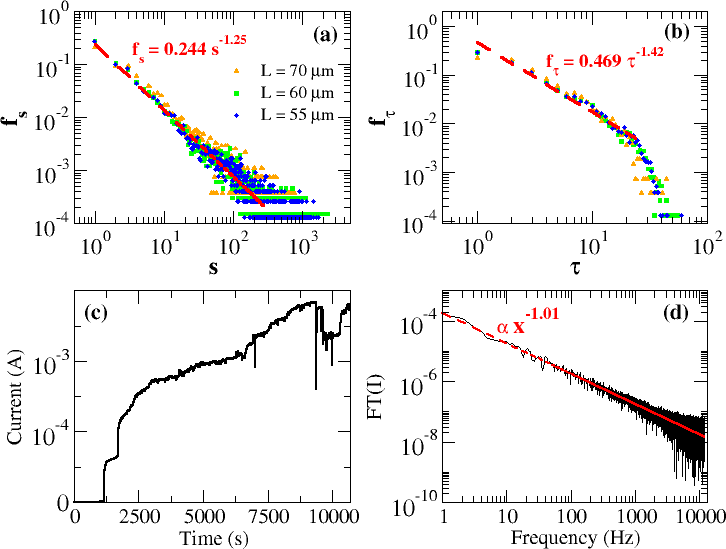 (a)
f_s = 0.244 s^-1.25
L = 70 μm
L = 60 μm
L = 55 μm
10^0
10^-1
10^-2
10^-3
10^-4
f_s
10^0 10^1 10^2 10^3
s
(b)
f_τ = 0.469 τ^-1.42
10^0
10^-1
10^-2
10^-3
10^-4
f_τ
10^0 10^1 10^2
τ
(c)
10^-3
10^-4
0
Current (A)
0 2500 5000 7500 10000
Time (s)
(d)
α x^-1.01
10^-4
10^-6
10^-8
10^-10
FT(I)
1 10 100 1000 10000
Frequency (Hz)